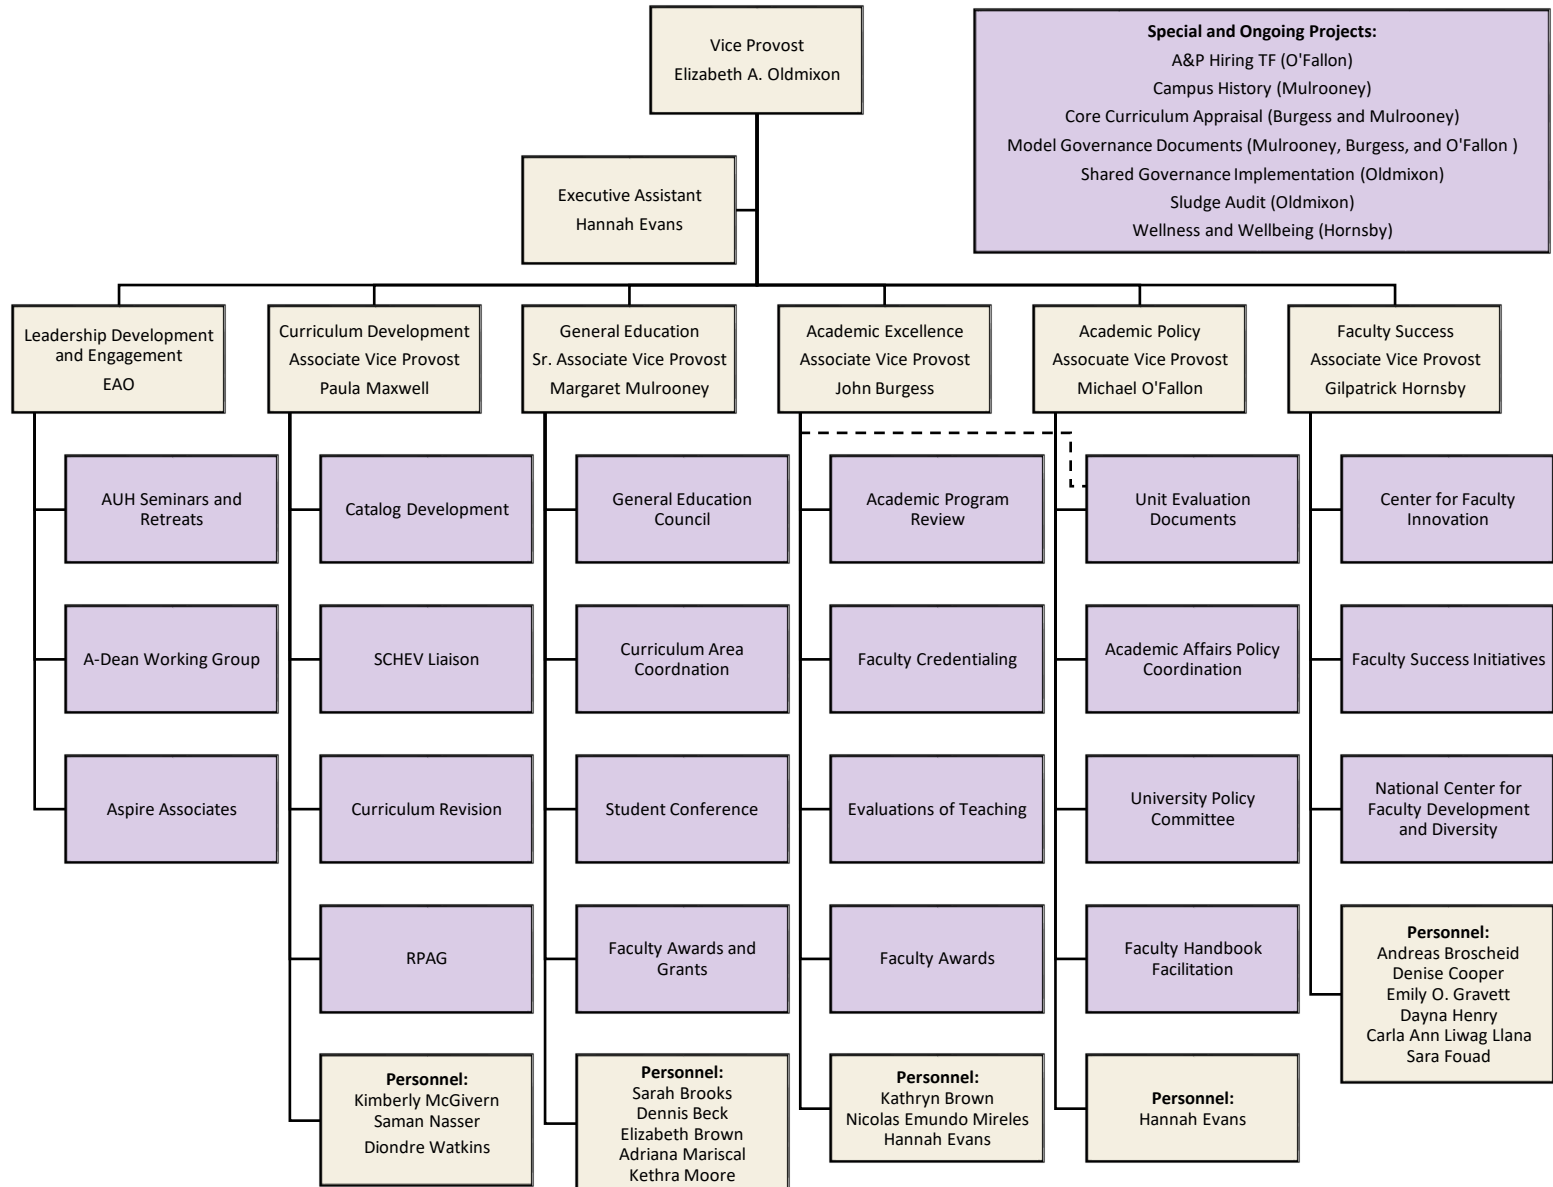 Vice Provost
Elizabeth A. Oldmixon
Special and Ongoing Projects:
A&P Hiring TF (O'Fallon)
Campus History (Mulrooney)
Core Curriculum Appraisal (Burgess and Mulrooney)
Model Governance Documents (Mulrooney, Burgess, and O'Fallon )
Shared Governance Implementation (Oldmixon)
Sludge Audit (Oldmixon)
Wellness and Wellbeing (Hornsby)
Executive Assistant
Hannah Evans
Leadership Development
and Engagement
EAO
Curriculum Development
Associate Vice Provost
Paula Maxwell
General Education
Sr. Associate Vice Provost
Margaret Mulrooney
Academic Excellence
Associate Vice Provost
John Burgess
Academic Policy
Assocuate Vice Provost
Michael O'Fallon
Faculty Success
Associate Vice Provost
Gilpatrick Hornsby
AUH Seminars and
Retreats
Catalog Development
General Education
Council
Academic Program
Review
Unit Evaluation
Documents
Center for Faculty
Innovation
A-Dean Working Group
SCHEV Liaison
Curriculum Area
Coordnation
Faculty Credentialing
Academic Affairs Policy
Coordination
Faculty Success Initiatives
Aspire Associates
Curriculum Revision
Student Conference
Evaluations of Teaching
University Policy
Committee
National Center for
Faculty Development
and Diversity
RPAG
Faculty Awards and
Grants
Faculty Awards
Faculty Handbook
Facilitation
Personnel:
Andreas Broscheid
Denise Cooper
Emily O. Gravett
Dayna Henry
Carla Ann Liwag Llana
Sara Fouad
Personnel:
Kimberly McGivern
Saman Nasser
Diondre Watkins
Personnel:
Sarah Brooks
Dennis Beck
Elizabeth Brown
Adriana Mariscal
Kethra Moore
Personnel:
Kathryn Brown
Nicolas Emundo Mireles
Hannah Evans
Personnel:
Hannah Evans